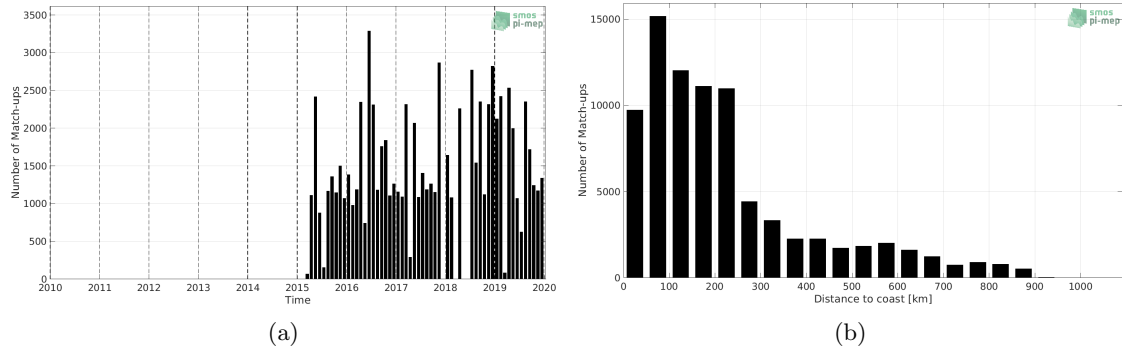 smos
pi-mep
Number of Match-ups
3500
3000
2500
2000
1500
1000
500
0
2010 2011 2012 2013 2014 2015 2016 2017 2018 2019 2020
Time
(a)
smos
pi-mep
Number of Match-ups
15000
10000
5000
0
0 100 200 300 400 500 600 700 800 900 1000
Distance to coast [km]
(b)